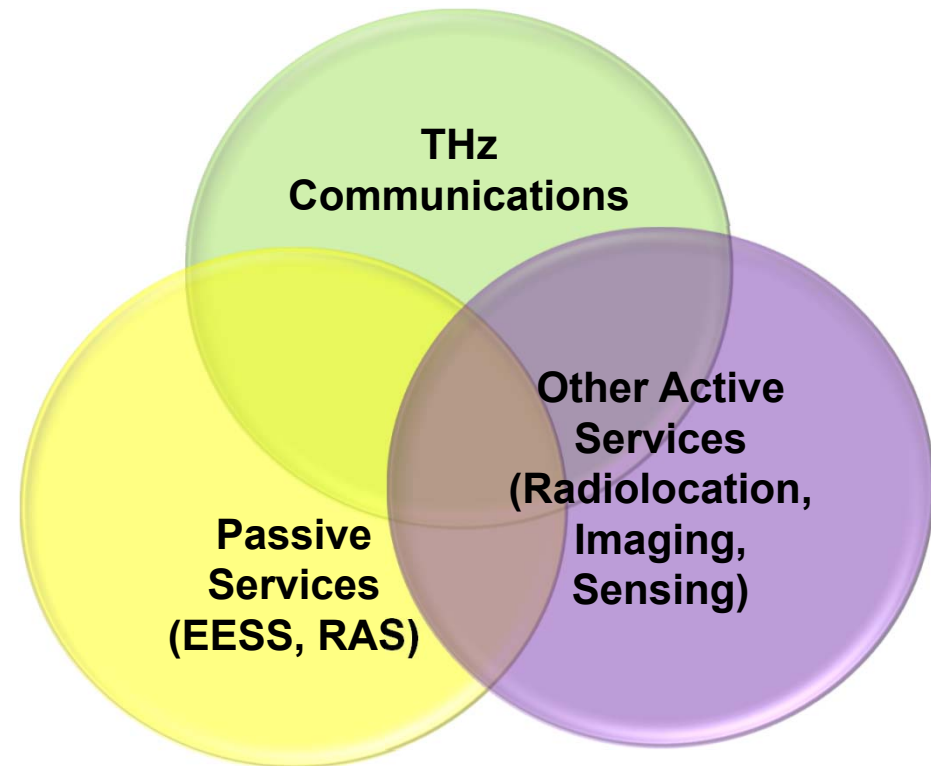 THz
Communications
Other Active
Services
(Radiolocation,
Imaging,
Sensing)
Passive
Services
(EESS, RAS)